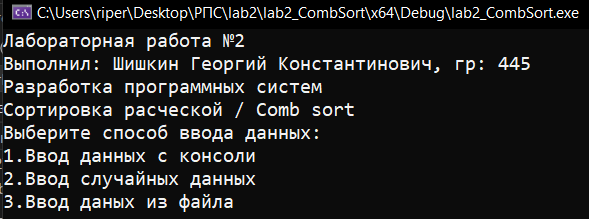 C:\Users\riper\Desktop\РПС\lab2\lab2_CombSort\x64\Debug\lab2_CombSort.exe
Лабораторная работа №2
Выполнил: Шишкин Георгий Константинович, гр: 445
Разработка программных систем
Сортировка расческой / Comb sort
Выберите способ ввода данных:
1.Ввод данных с консоли
2.Ввод случайных данных
3.Ввод даных из файла